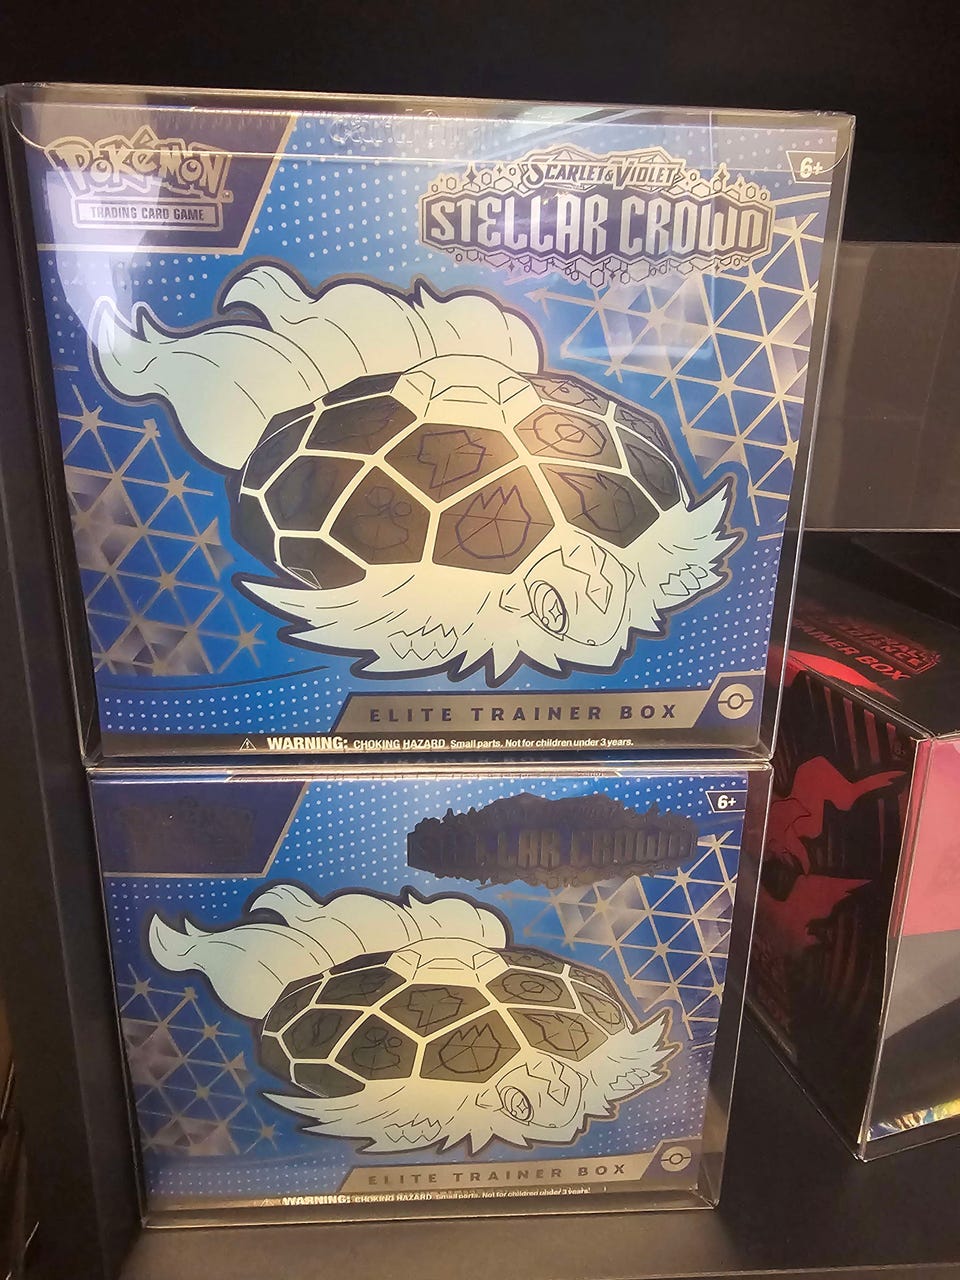 POKÉMON
TRADING CARD GAME
SCARLET & VIOLET
STELLAR CROWN
6+
ELITE TRAINER BOX
WARNING: CHOKING HAZARD Small parts. Not for children under 3 years.
STELLAR CROWN
6+
ELITE TRAINER BOX
WARNING: CHOKING HAZARD Small parts. Not for children under 3 years.
TRAINER BOX